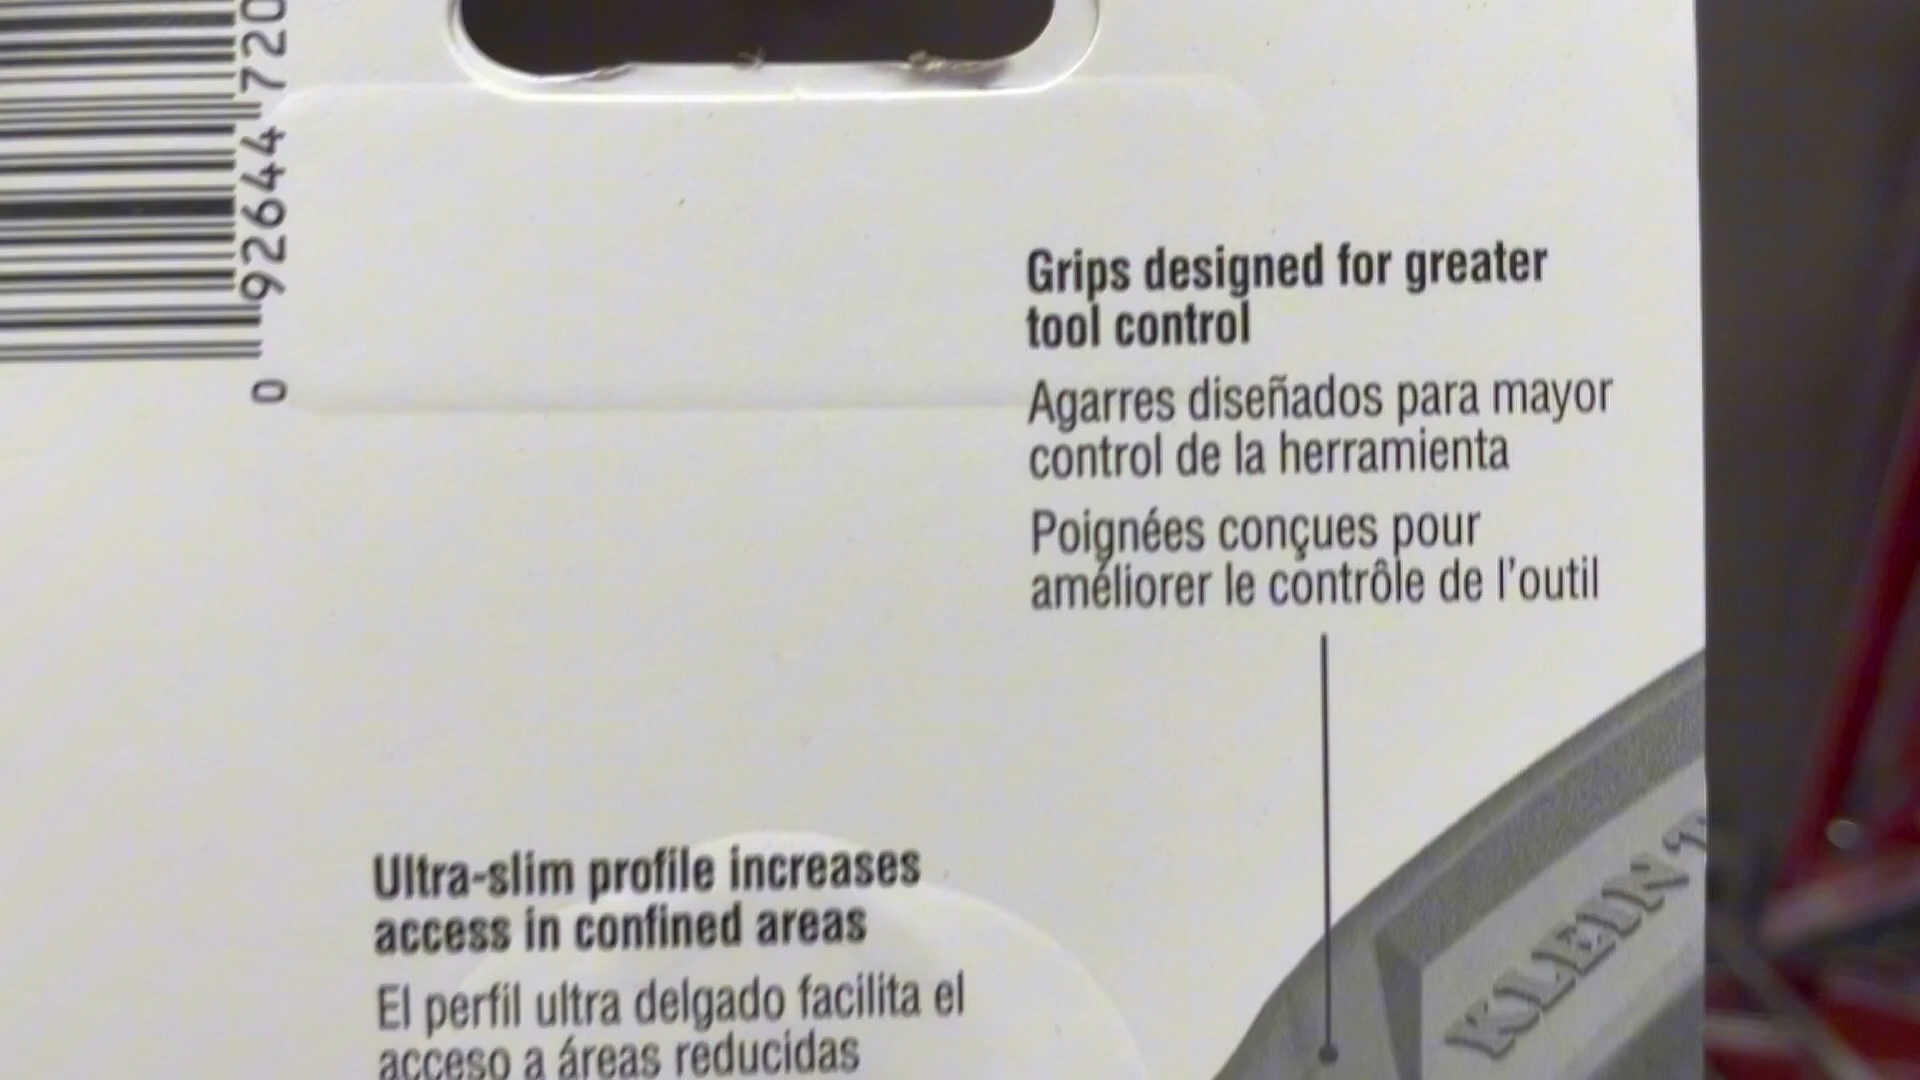 0 92644 720
Grips designed for greater
tool control
Agarres diseñados para mayor
control de la herramienta
Poignées conçues pour
améliorer le contrôle de l'outil
Ultra-slim profile increases
access in confined areas
El perfil ultra delgado facilita el
acceso a áreas reducidas
KLEIN